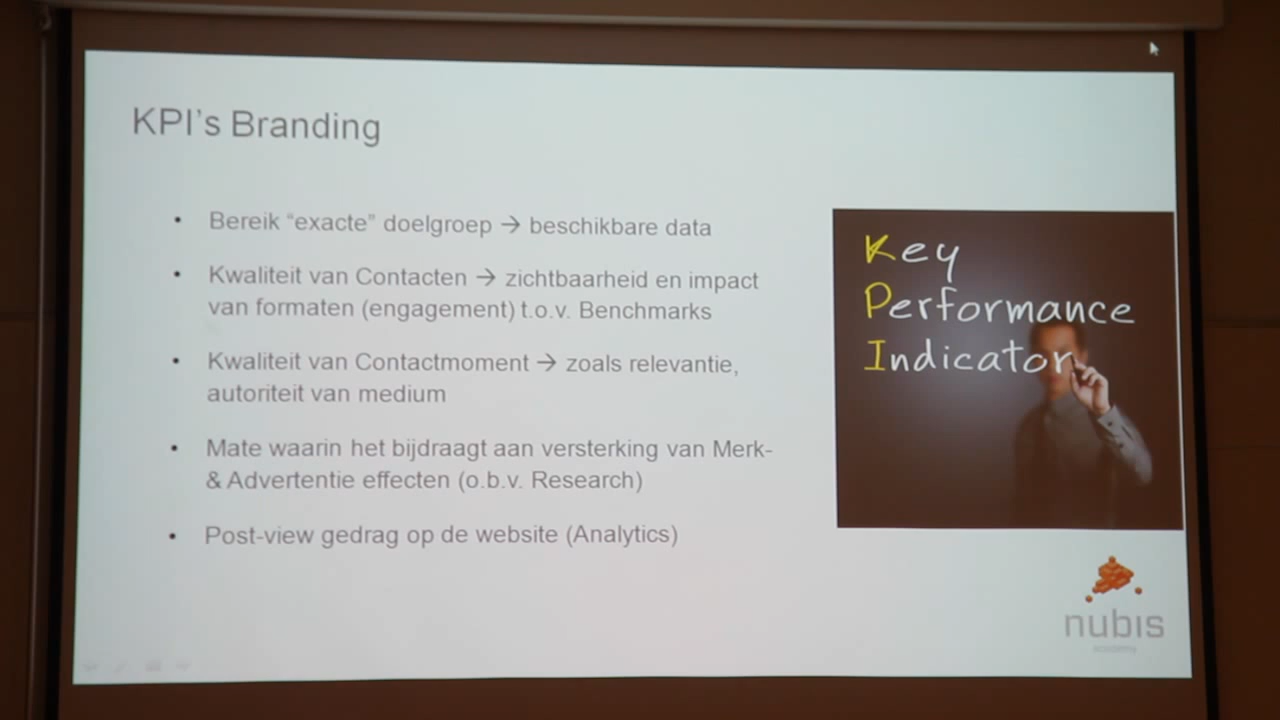 KPI's Branding
• Bereik “exacte” doelgroep → beschikbare data
• Kwaliteit van Contacten → zichtbaarheid en impact
van formaten (engagement) t.o.v. Benchmarks
• Kwaliteit van Contactmoment → zoals relevantie,
autoriteit van medium
• Mate waarin het bijdraagt aan versterking van Merk-
& Advertentie effecten (o.b.v. Research)
• Post-view gedrag op de website (Analytics)
Key
Performance
Indicator
nubis
academy